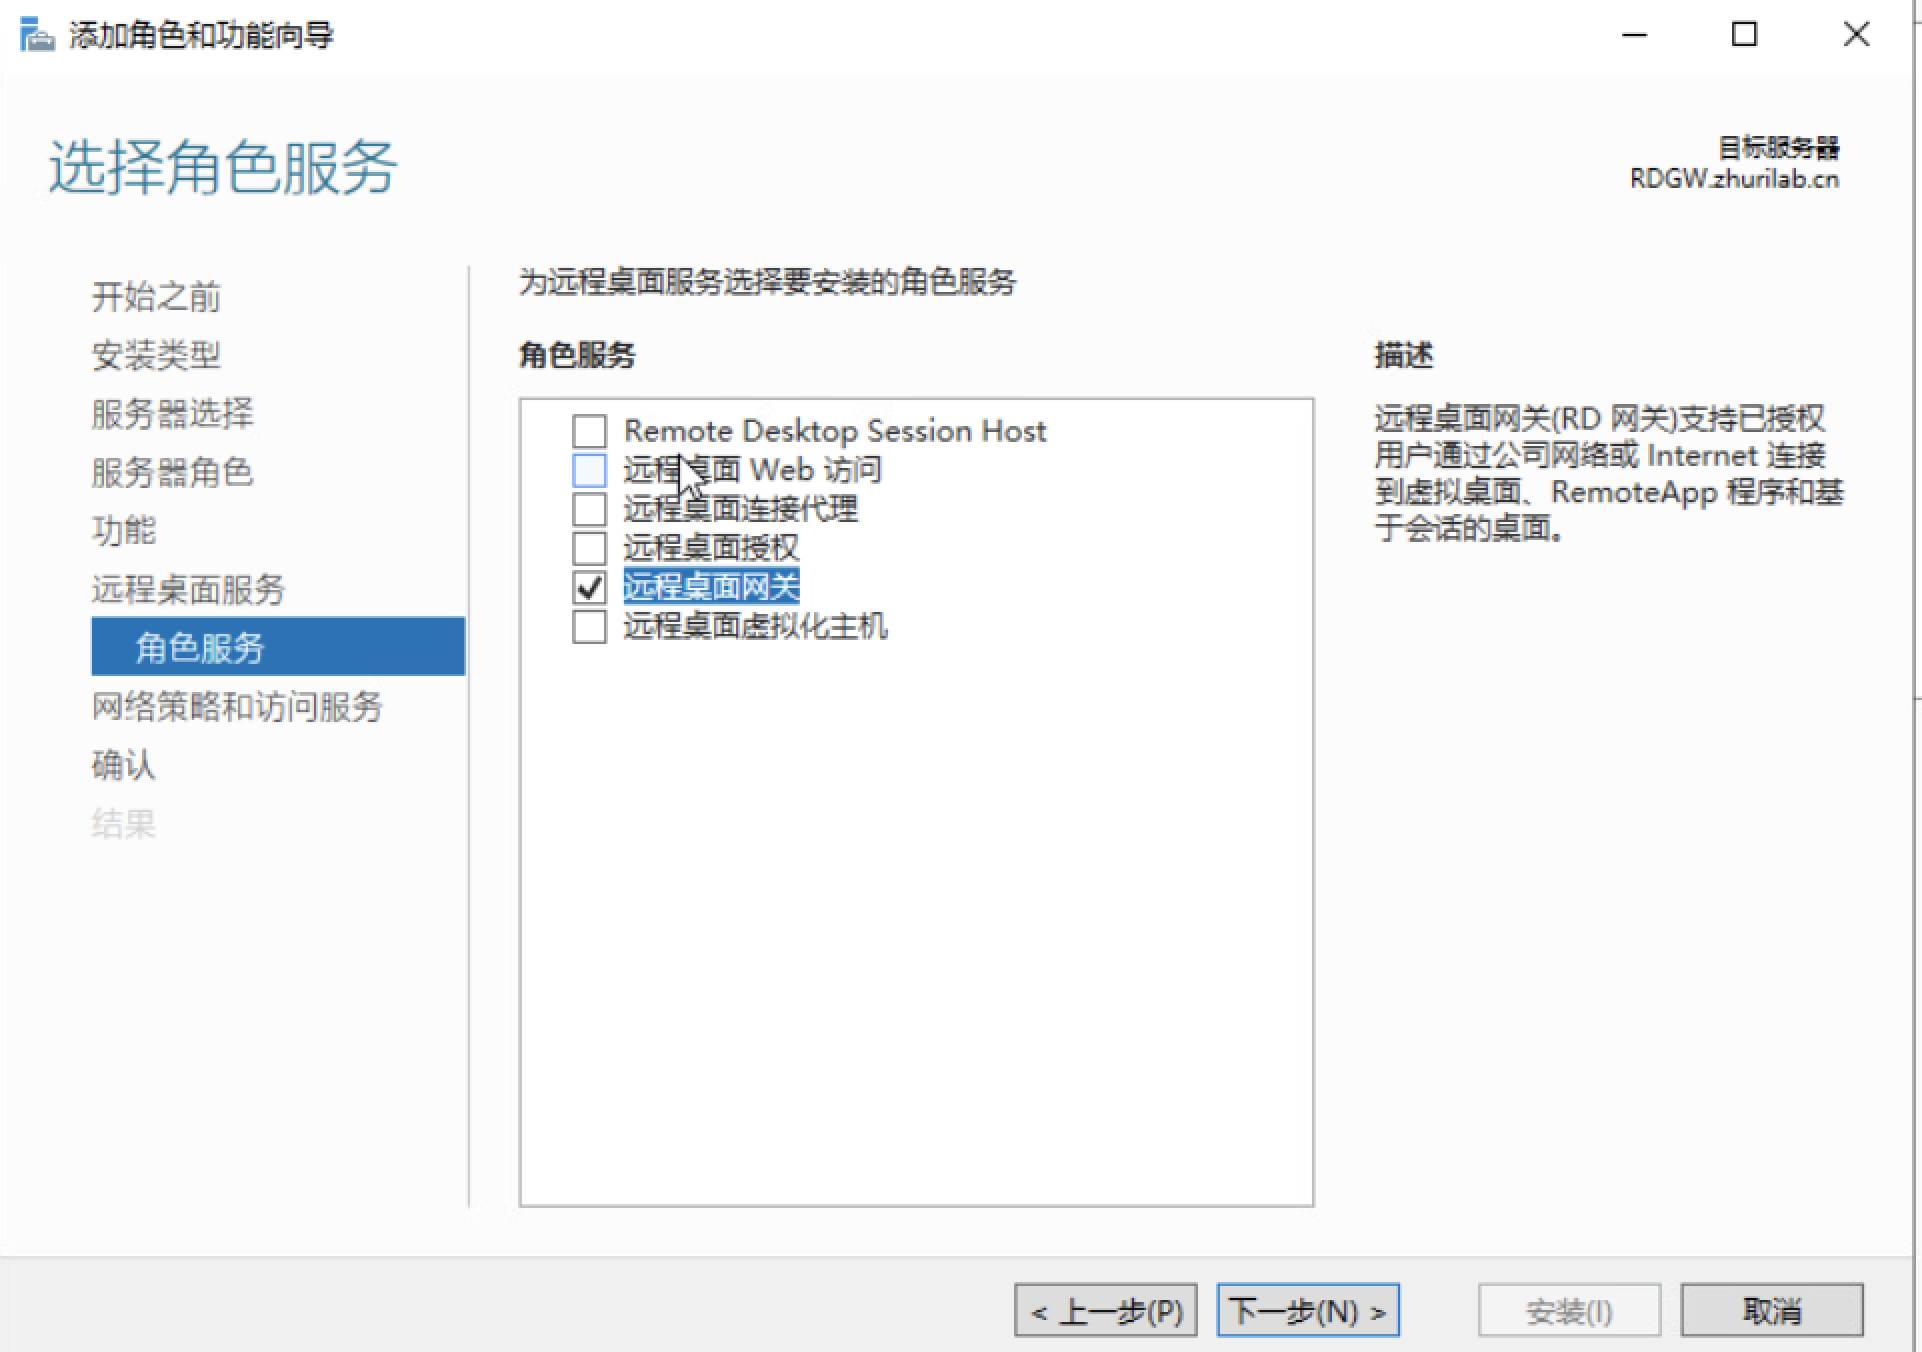 添加角色和功能向导
选择角色服务
目标服务器
RDGW.zhurilab.cn
开始之前
安装类型
服务器选择
服务器角色
功能
远程桌面服务
角色服务
网络策略和访问服务
确认
结果
为远程桌面服务选择要安装的角色服务
角色服务
Remote Desktop Session Host
远程桌面 Web 访问
远程桌面连接代理
远程桌面授权
远程桌面网关
远程桌面虚拟化主机
描述
远程桌面网关(RD 网关)支持已授权
用户通过公司网络或 Internet 连接
到虚拟桌面、RemoteApp 程序和基
于会话的桌面。
< 上一步(P)
下一步(N) >
安装(I)
取消